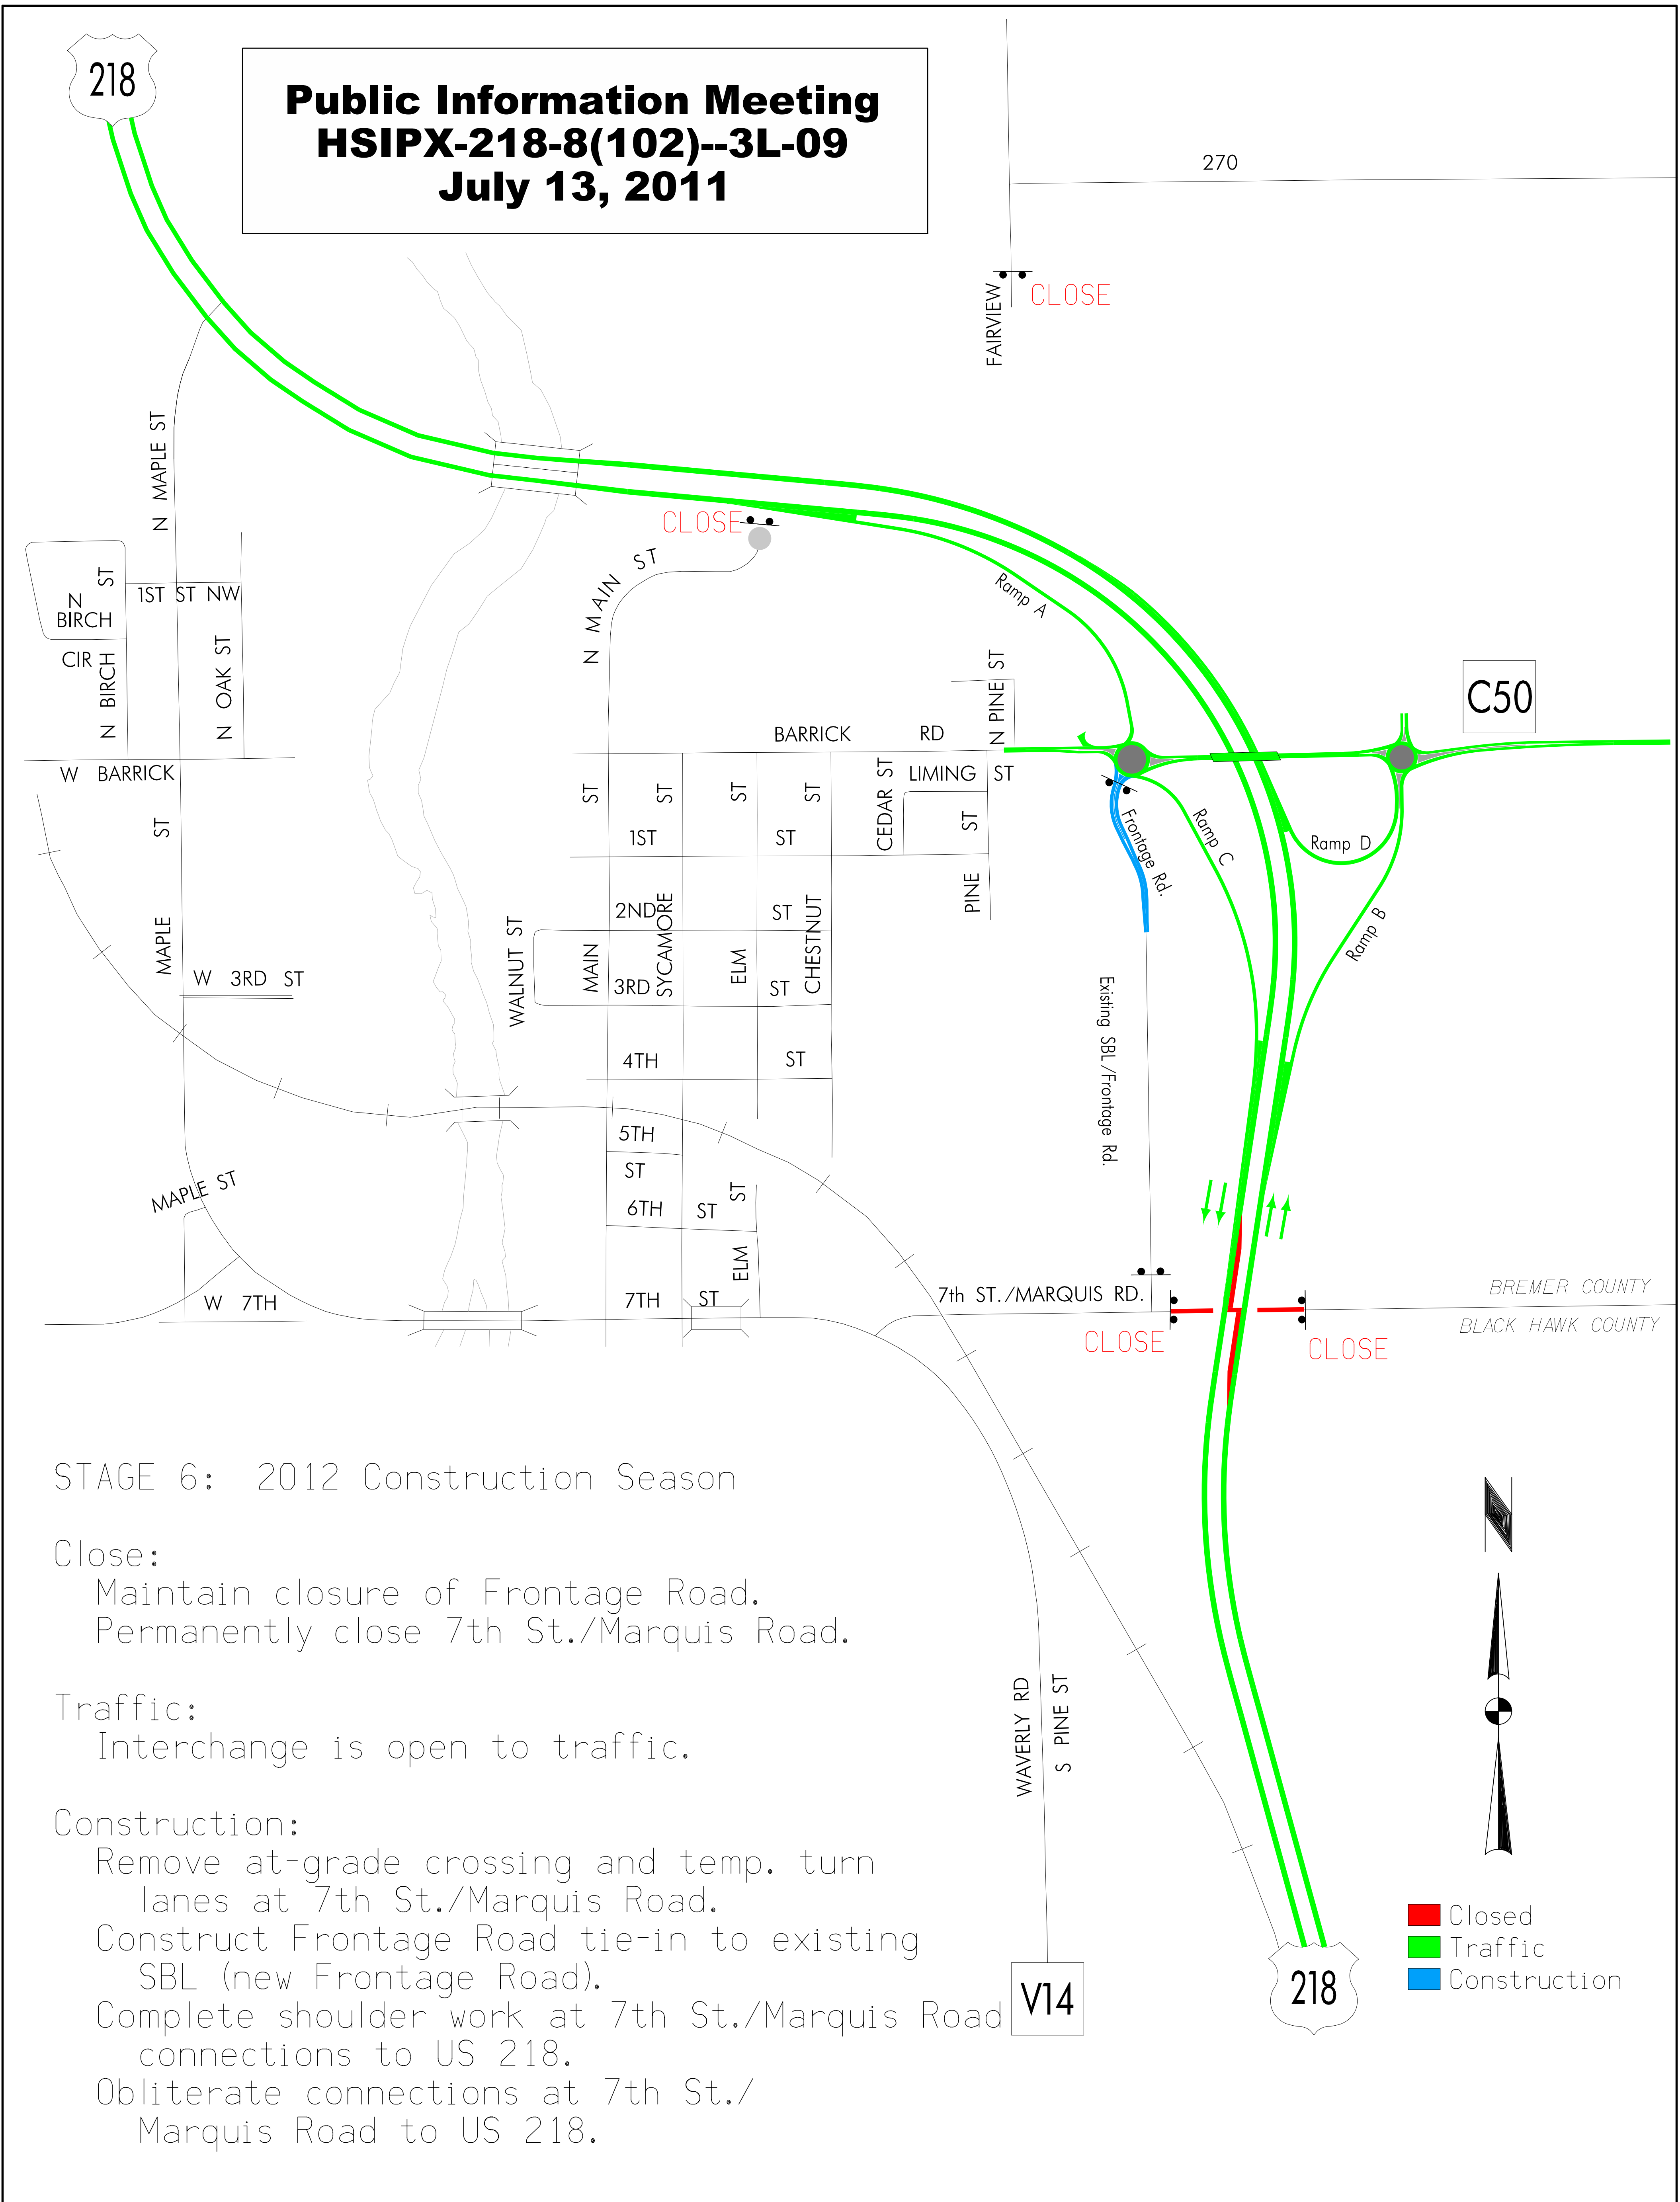 218
Public Information Meeting
HSIPX-218-8(102)--3L-09
July 13, 2011
270
FAIRVIEW
CLOSE
N MAPLE ST
CLOSE
N MAIN ST
Ramp A
N BIRCH CIR
N BIRCH ST
1ST ST NW
N OAK ST
N PINE ST
C50
BARRICK RD
W BARRICK
MAPLE ST
MAIN ST
SYCAMORE ST
ELM ST
CHESTNUT ST
CEDAR ST
LIMING ST
PINE ST
1ST ST
Frontage Rd.
Ramp C
Ramp D
Ramp B
2ND ST
WALNUT ST
W 3RD ST
3RD ST
Existing SBL/Frontage Rd.
4TH ST
5TH ST
MAPLE ST
6TH ST
ELM ST
W 7TH
7TH ST
7th ST./MARQUIS RD.
BREMER COUNTY
BLACK HAWK COUNTY
CLOSE
CLOSE
STAGE 6: 2012 Construction Season
Close:
Maintain closure of Frontage Road.
Permanently close 7th St./Marquis Road.
Traffic:
Interchange is open to traffic.
Construction:
Remove at-grade crossing and temp. turn
lanes at 7th St./Marquis Road.
Construct Frontage Road tie-in to existing
SBL (new Frontage Road).
Complete shoulder work at 7th St./Marquis Road
connections to US 218.
Obliterate connections at 7th St./
Marquis Road to US 218.
WAVERLY RD
S PINE ST
V14
218
N
Closed
Traffic
Construction